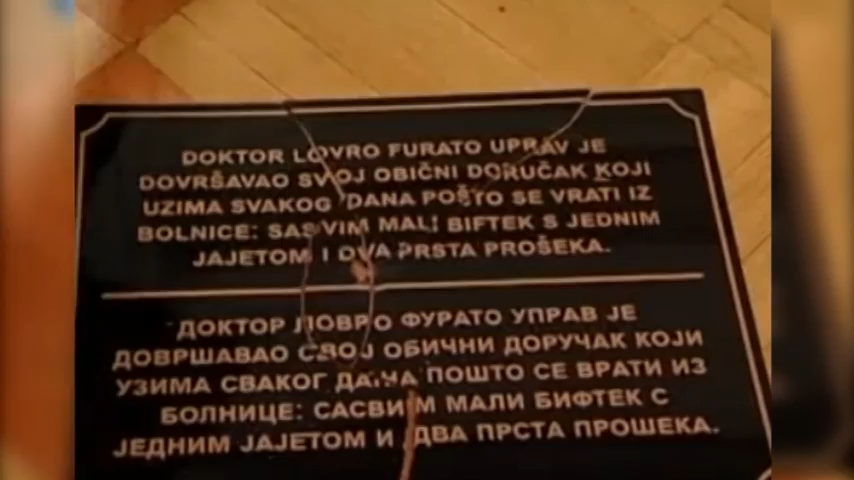 DOKTOR LOVRO FURATO UPRAV JE
DOVRŠAVAO SVOJ OBIČNI DORUČAK KOJI
UZIMA SVAKOG DANA POŠTO SE VRATI IZ
BOLNICE: SASVIM MALI BIFTEK S JEDNIM
JAJETOM I DVA PRSTA PROŠEKA.
ДОКТОР ЛОВРО ФУРАТО УПРАВ ЈЕ
ДОВРШАВАО СВОЈ ОБИЧНИ ДОРУЧАК КОЈИ
УЗИМА СВАКОГ ДАНА ПОШТО СЕ ВРАТИ ИЗ
БОЛНИЦЕ: САСВИМ МАЛИ БИФТЕК С
ЈЕДНИМ ЈАЈЕТОМ И ДВА ПРСТА ПРОШЕКА.